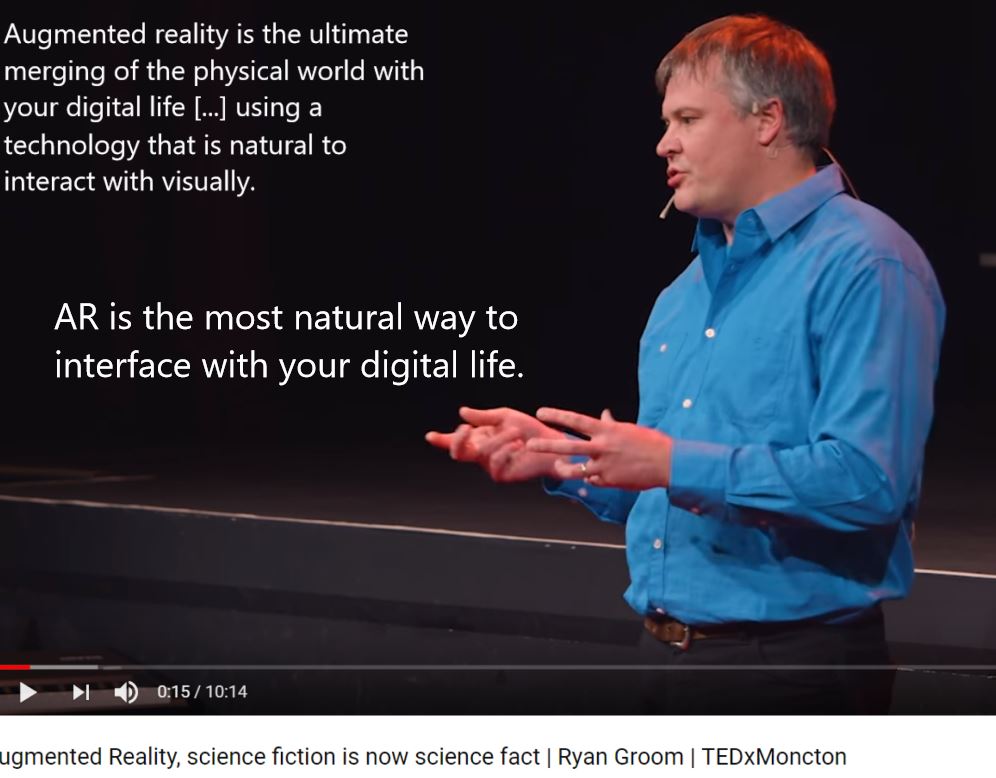 Augmented reality is the ultimate
merging of the physical world with
your digital life [...] using a
technology that is natural to
interact with visually.
AR is the most natural way to
interface with your digital life.
0:15 / 10:14
ugmented Reality, science fiction is now science fact | Ryan Groom | TEDxMoncton